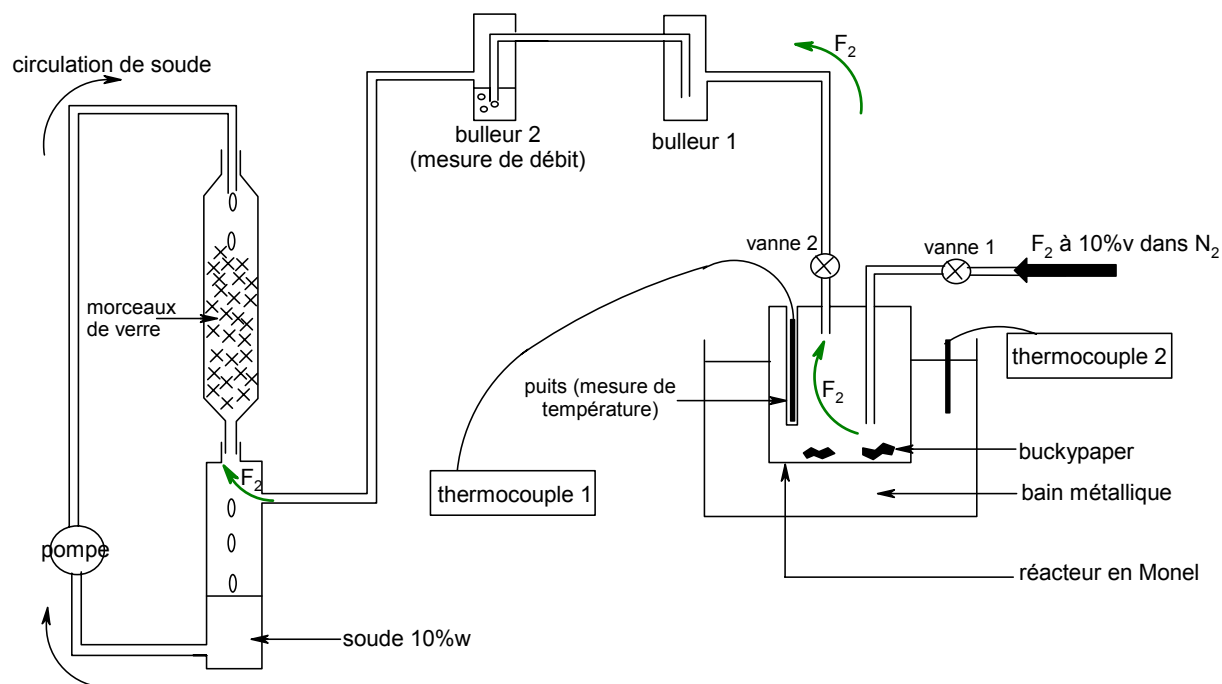 circulation de soude
F2
bulleur 2
(mesure de débit)
bulleur 1
vanne 2
vanne 1
F2 à 10%v dans N2
morceaux
de verre
thermocouple 2
puits (mesure de
température)
F2
F2
thermocouple 1
buckypaper
bain métallique
pompe
réacteur en Monel
soude 10%w